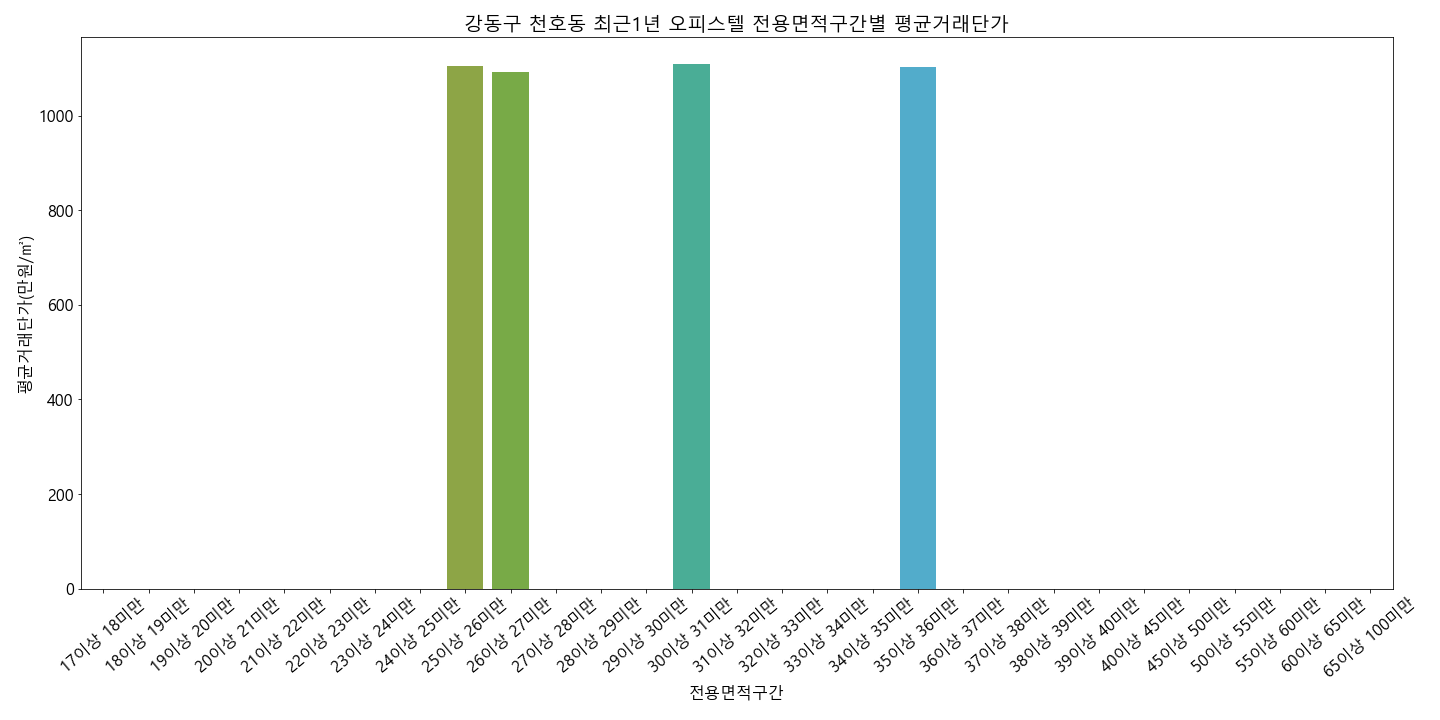 강동구 천호동 최근1년 오피스텔 전용면적구간별 평균거래단가
평균거래단가(만원/㎡)
1000
800
600
400
200
0
17이상 18미만
18이상 19미만
19이상 20미만
20이상 21미만
21이상 22미만
22이상 23미만
23이상 24미만
24이상 25미만
25이상 26미만
26이상 27미만
27이상 28미만
28이상 29미만
29이상 30미만
30이상 31미만
31이상 32미만
32이상 33미만
33이상 34미만
34이상 35미만
35이상 36미만
36이상 37미만
37이상 38미만
38이상 39미만
39이상 40미만
40이상 45미만
45이상 50미만
50이상 55미만
55이상 60미만
60이상 65미만
65이상 100미만
전용면적구간